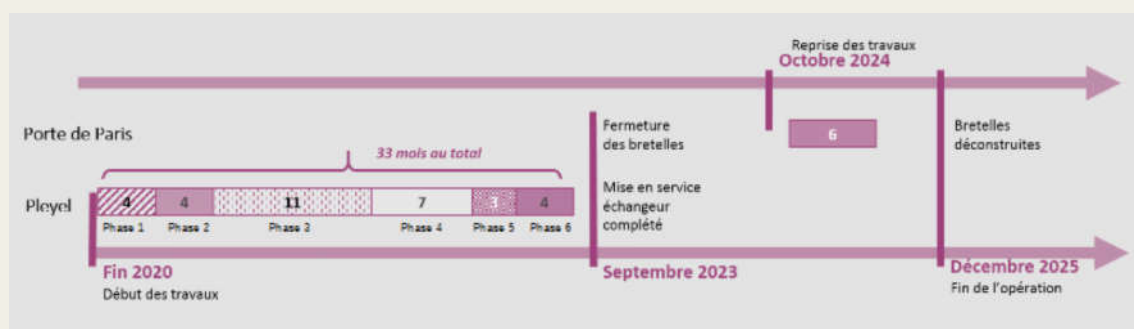 Reprise des travaux
Octobre 2024
Porte de Paris
Fermeture
des bretelles
6
Bretelles
déconstruites
33 mois au total
Pleyel
4
4
11
7
3
4
Mise en service
échangeur
complété
Phase 1
Phase 2
Phase 3
Phase 4
Phase 5
Phase 6
Fin 2020
Début des travaux
Septembre 2023
Décembre 2025
Fin de l'opération